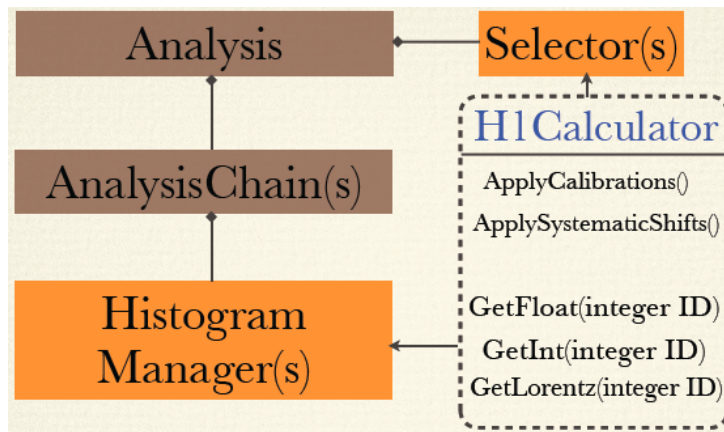 Analysis
Selector(s)
H1Calculator
ApplyCalibrations()
ApplySystematicShifts()
AnalysisChain(s)
Histogram
Manager(s)
GetFloat(integer ID)
GetInt(integer ID)
GetLorentz(integer ID)